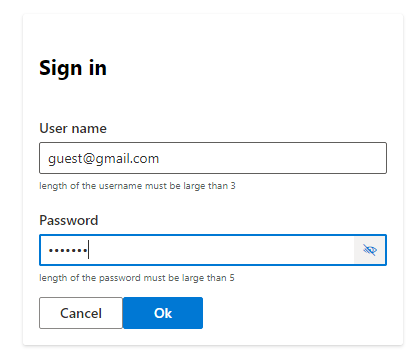 Sign in
User name
guest@gmail.com
length of the username must be large than 3
Password
•••••••
length of the password must be large than 5
Cancel Ok